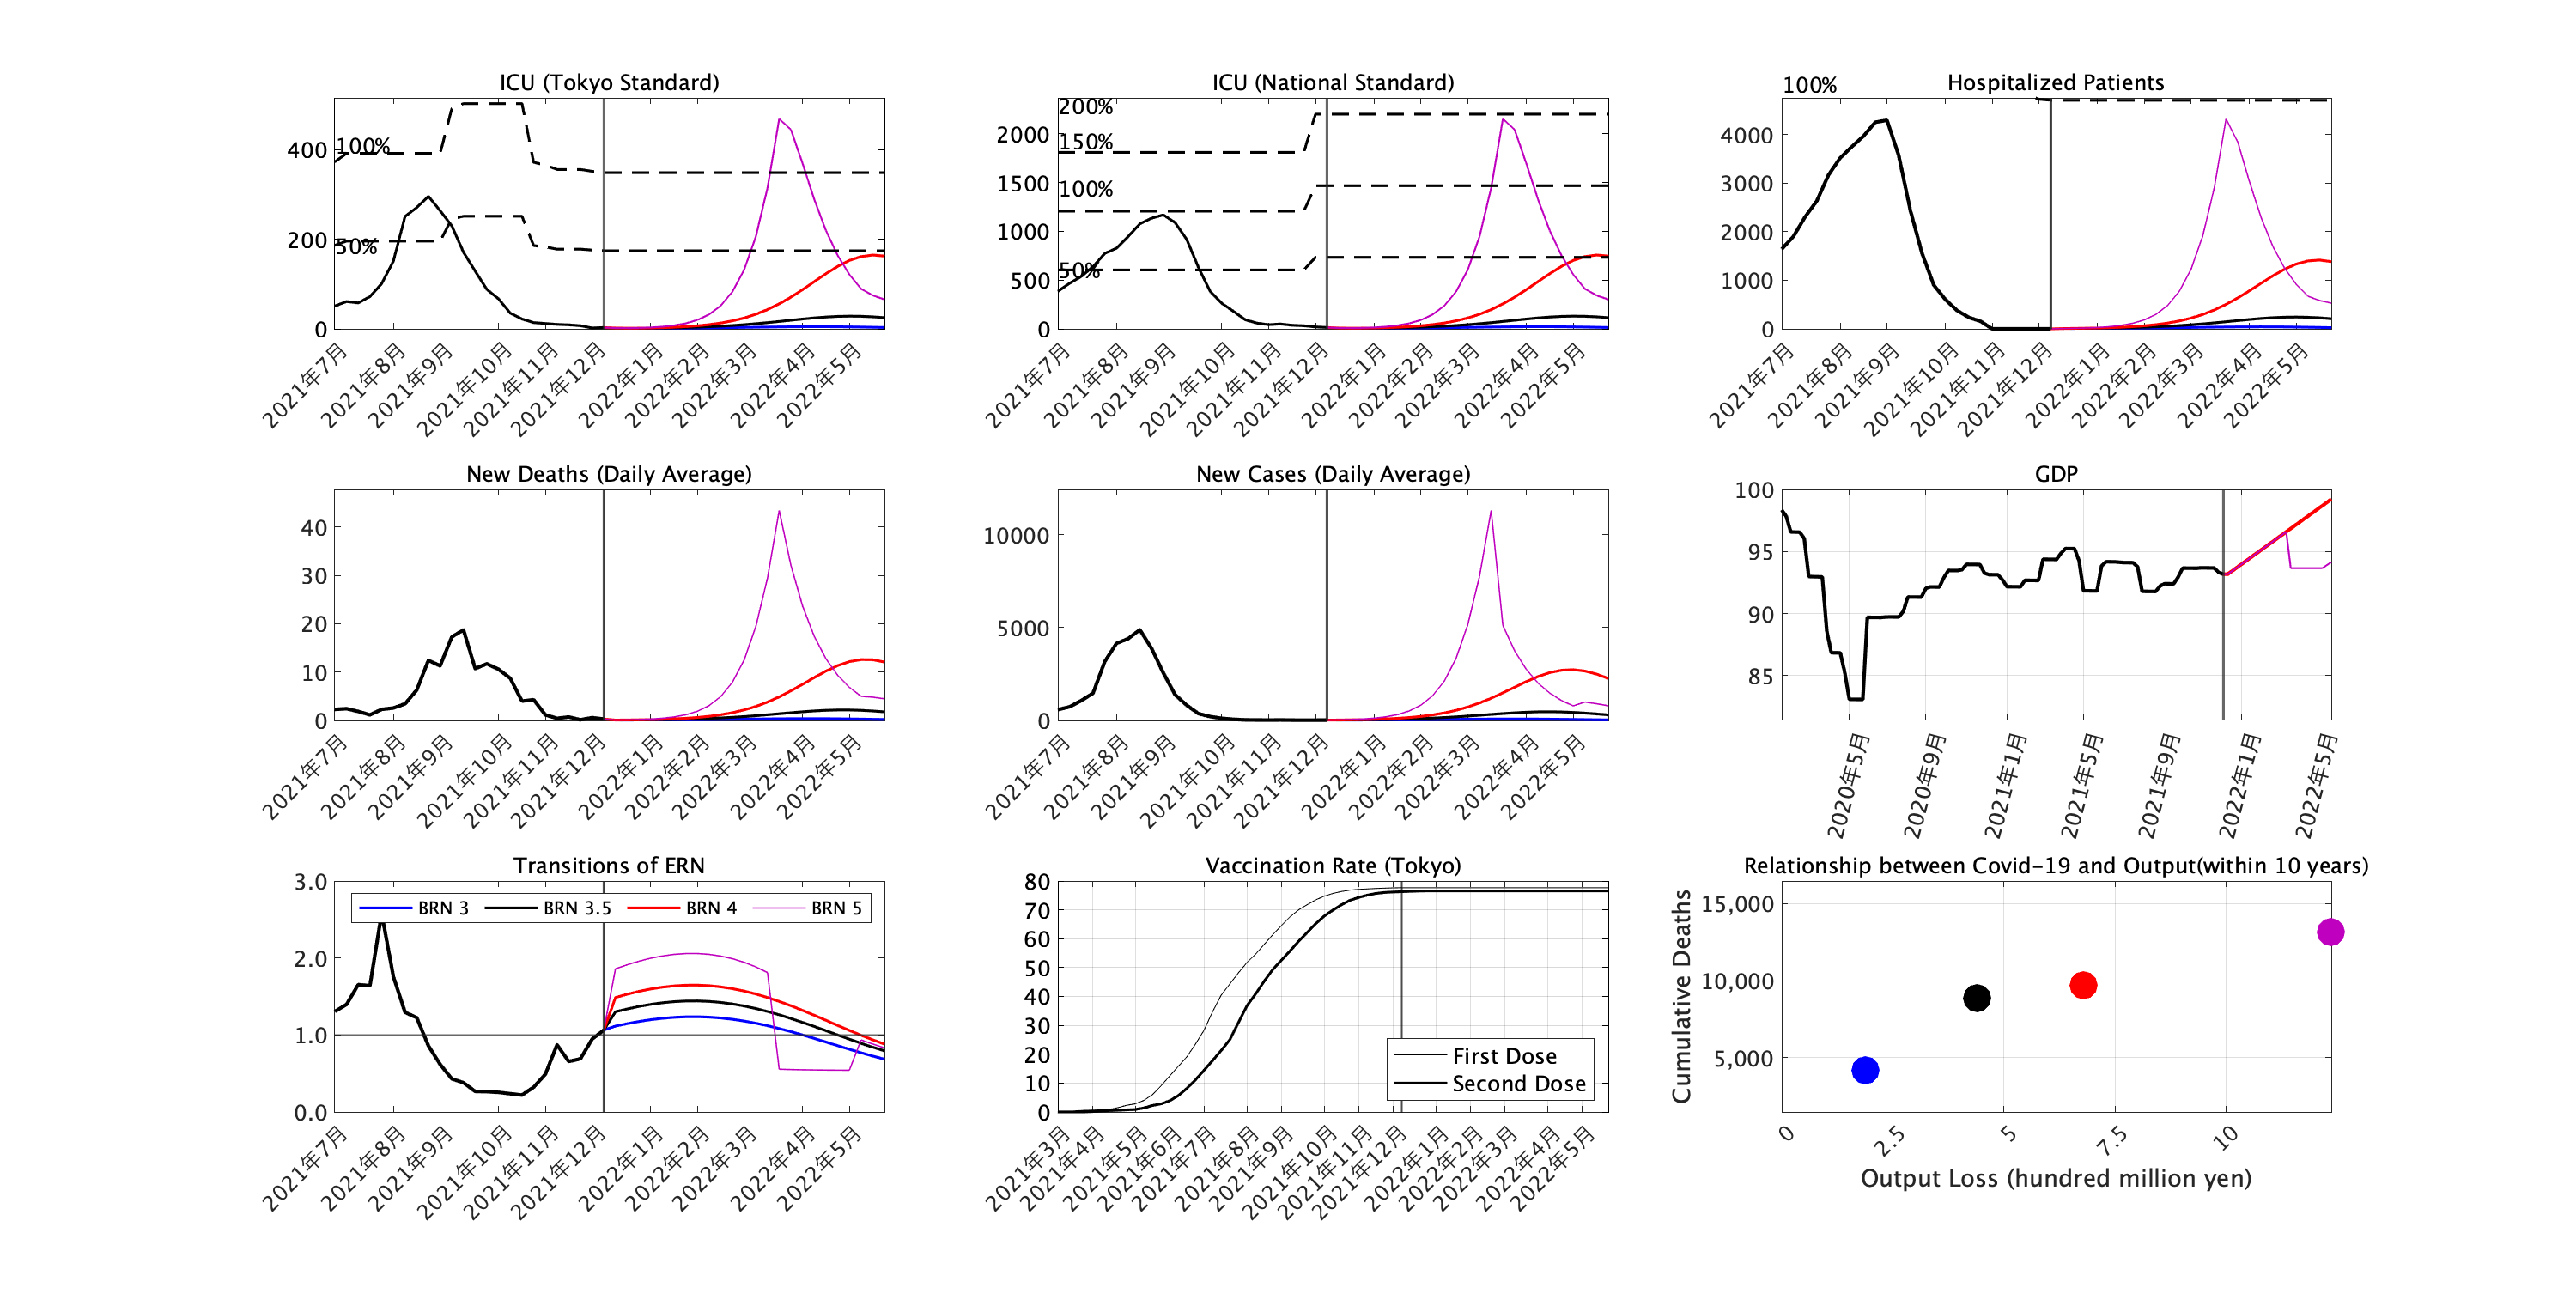 ICU (Tokyo Standard)
400
200
0
100%
50%
2021年7月
2021年8月
2021年9月
2021年10月
2021年11月
2021年12月
2022年1月
2022年2月
2022年3月
2022年4月
2022年5月
ICU (National Standard)
2000
1500
1000
500
0
200%
150%
100%
50%
2021年7月
2021年8月
2021年9月
2021年10月
2021年11月
2021年12月
2022年1月
2022年2月
2022年3月
2022年4月
2022年5月
Hospitalized Patients
100%
4000
3000
2000
1000
0
2021年7月
2021年8月
2021年9月
2021年10月
2021年11月
2021年12月
2022年1月
2022年2月
2022年3月
2022年4月
2022年5月
New Deaths (Daily Average)
40
30
20
10
0
2021年7月
2021年8月
2021年9月
2021年10月
2021年11月
2021年12月
2022年1月
2022年2月
2022年3月
2022年4月
2022年5月
New Cases (Daily Average)
10000
5000
0
2021年7月
2021年8月
2021年9月
2021年10月
2021年11月
2021年12月
2022年1月
2022年2月
2022年3月
2022年4月
2022年5月
GDP
100
95
90
85
2020年5月
2020年9月
2021年1月
2021年5月
2021年9月
2022年1月
2022年5月
Transitions of ERN
3.0
2.0
1.0
0.0
BRN 3 BRN 3.5 BRN 4 BRN 5
2021年7月
2021年8月
2021年9月
2021年10月
2021年11月
2021年12月
2022年1月
2022年2月
2022年3月
2022年4月
2022年5月
Vaccination Rate (Tokyo)
80
70
60
50
40
30
20
10
0
First Dose
Second Dose
2021年3月
2021年4月
2021年5月
2021年6月
2021年7月
2021年8月
2021年9月
2021年10月
2021年11月
2021年12月
2022年1月
2022年2月
2022年3月
2022年4月
2022年5月
Relationship between Covid-19 and Output(within 10 years)
Cumulative Deaths
15,000
10,000
5,000
0
2.5
5
7.5
10
Output Loss (hundred million yen)